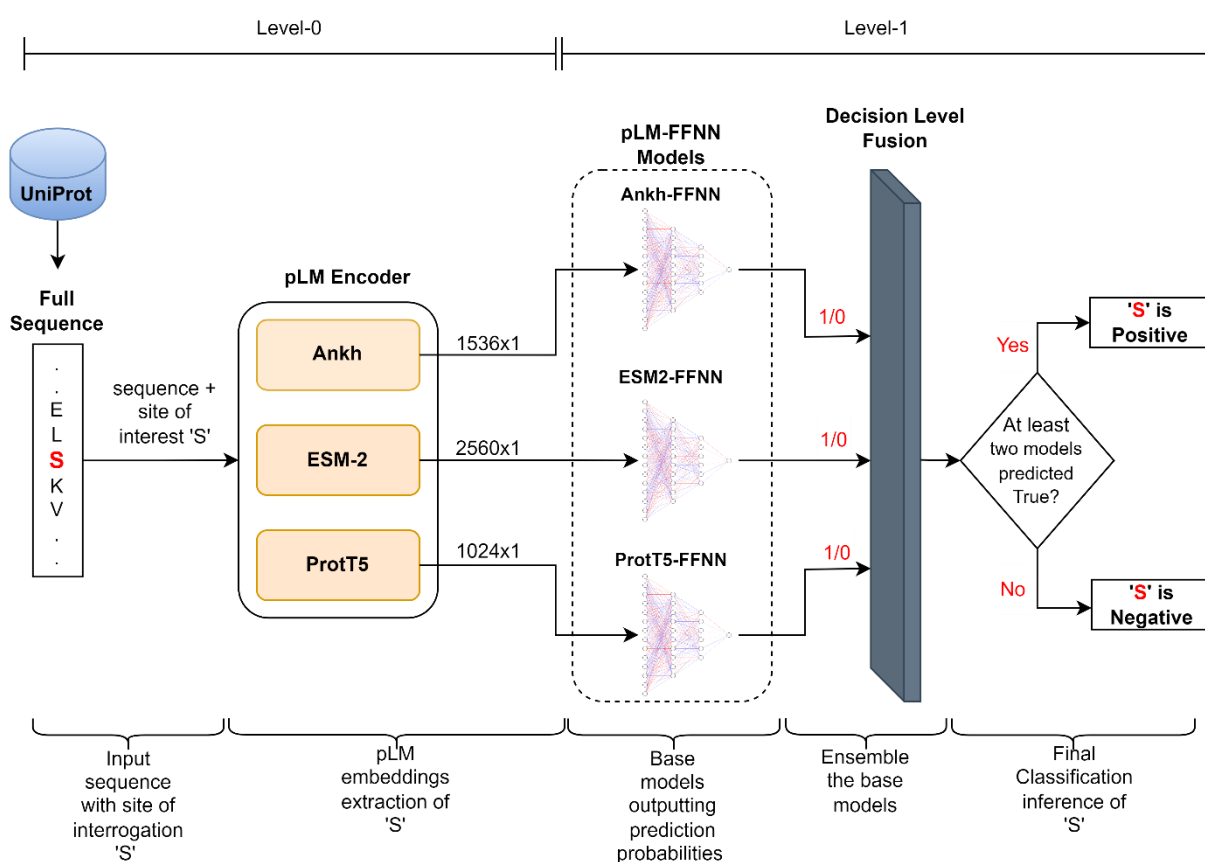 Level-0
Level-1
UniProt
Full
Sequence
.
.
E
L
S
K
V
.
.
sequence +
site of
interest 'S'
pLM Encoder
Ankh
ESM-2
ProtT5
1536x1
2560x1
1024x1
pLM-FFNN
Models
Ankh-FFNN
ESM2-FFNN
ProtT5-FFNN
1/0
1/0
1/0
Decision Level
Fusion
At least
two models
predicted
True?
Yes
No
'S' is
Positive
'S' is
Negative
Input
sequence
with site of
interrogation
'S'
pLM
embeddings
extraction of
'S'
Base
models
outputting
prediction
probabilities
Ensemble
the base
models
Final
Classification
inference of
'S'